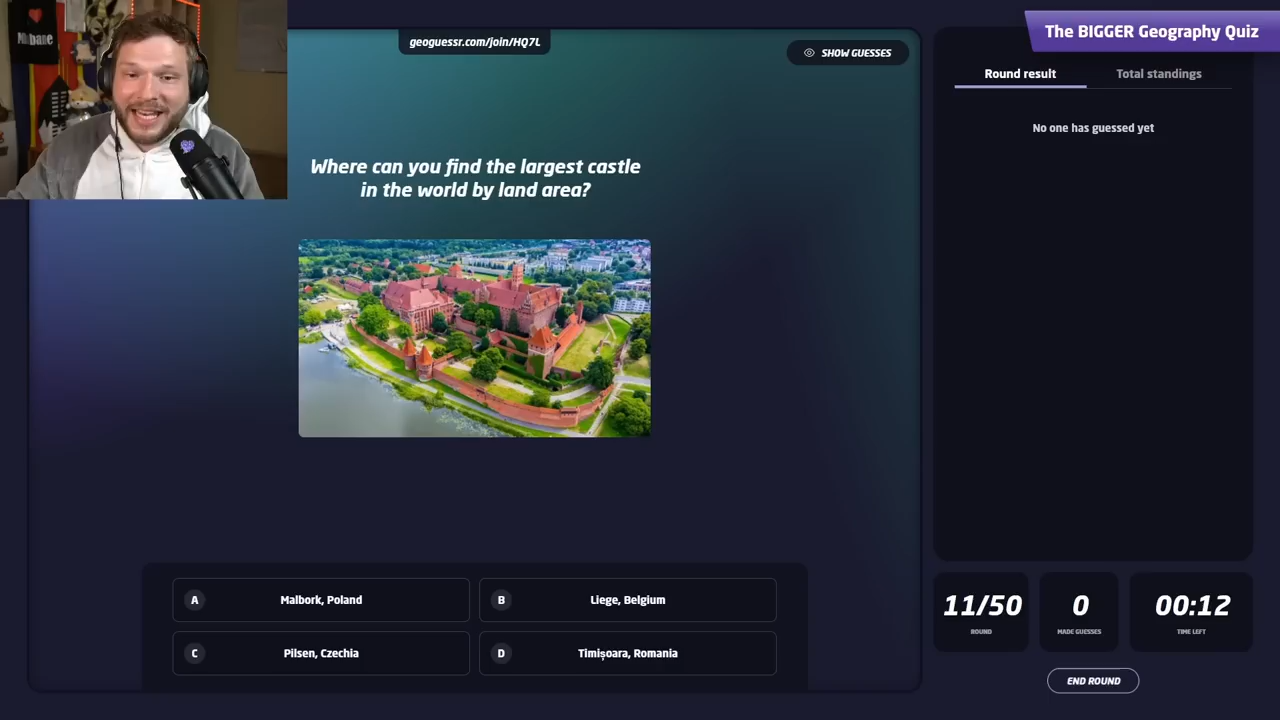 The BIGGER Geography Quiz
geoguessr.com/join/HQ7L
SHOW GUESSES
Round result
Total standings
No one has guessed yet
Where can you find the largest castle
in the world by land area?
A
Malbork, Poland
B
Liege, Belgium
C
Pilsen, Czechia
D
Timișoara, Romania
11/50
ROUND
0
MADE GUESSES
00:12
TIME LEFT
END ROUND